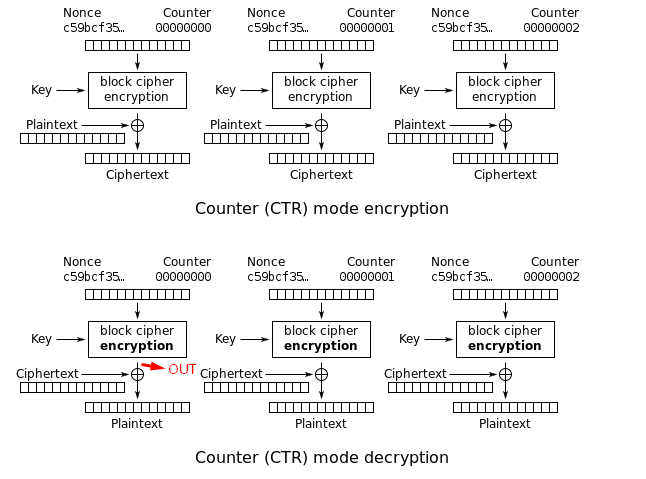 Nonce Counter Nonce Counter Nonce Counter
c59bcf35… 00000000 c59bcf35… 00000001 c59bcf35… 00000002
Key block cipher encryption Key block cipher encryption Key block cipher encryption
Plaintext Plaintext Plaintext
Ciphertext Ciphertext Ciphertext
Counter (CTR) mode encryption
Nonce Counter Nonce Counter Nonce Counter
c59bcf35… 00000000 c59bcf35… 00000001 c59bcf35… 00000002
Key block cipher encryption Key block cipher encryption Key block cipher encryption
Ciphertext OUT Ciphertext Ciphertext
Plaintext Plaintext Plaintext
Counter (CTR) mode decryption